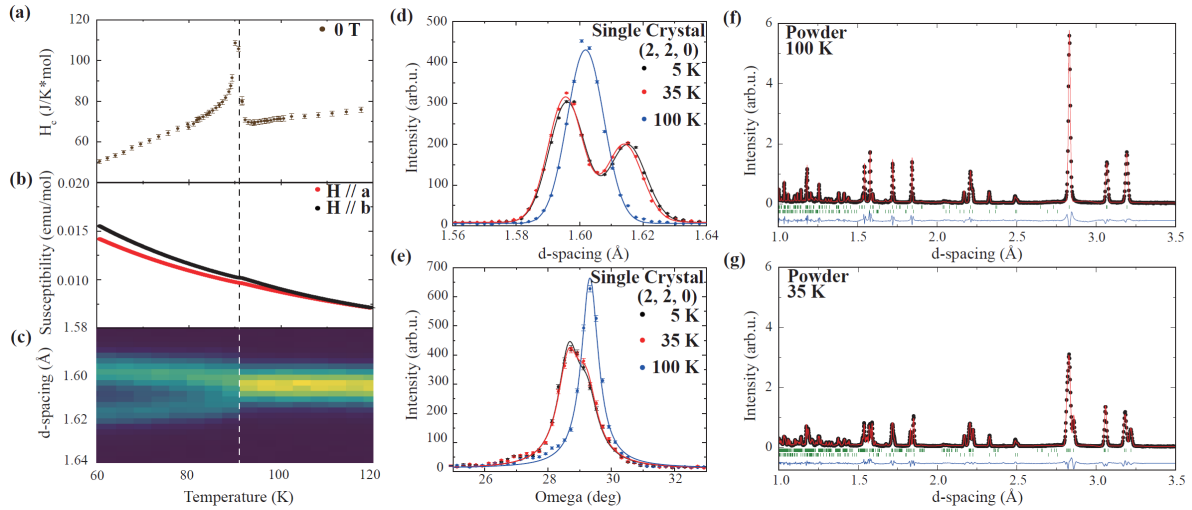 (a)
0 T
H_c (J/K*mol)
120
100
80
60
(b)
H // a
H // b
Susceptibility (emu/mol)
0.020
0.015
0.010
(c)
d-spacing (Å)
1.58
1.60
1.62
1.64
60
80
100
120
Temperature (K)
(d)
Single Crystal
(2, 2, 0)
5 K
35 K
100 K
Intensity (arb.u.)
500
400
300
200
100
0
1.56
1.58
1.60
1.62
1.64
d-spacing (Å)
(e)
Single Crystal
(2, 2, 0)
5 K
35 K
100 K
Intensity (arb.u.)
700
600
500
400
300
200
100
0
26
28
30
32
Omega (deg)
(f)
Powder
100 K
Intensity (arb.u.)
6
4
2
0
1.0
1.5
2.0
2.5
3.0
3.5
d-spacing (Å)
(g)
Powder
35 K
Intensity (arb.u.)
6
4
2
0
1.0
1.5
2.0
2.5
3.0
3.5
d-spacing (Å)